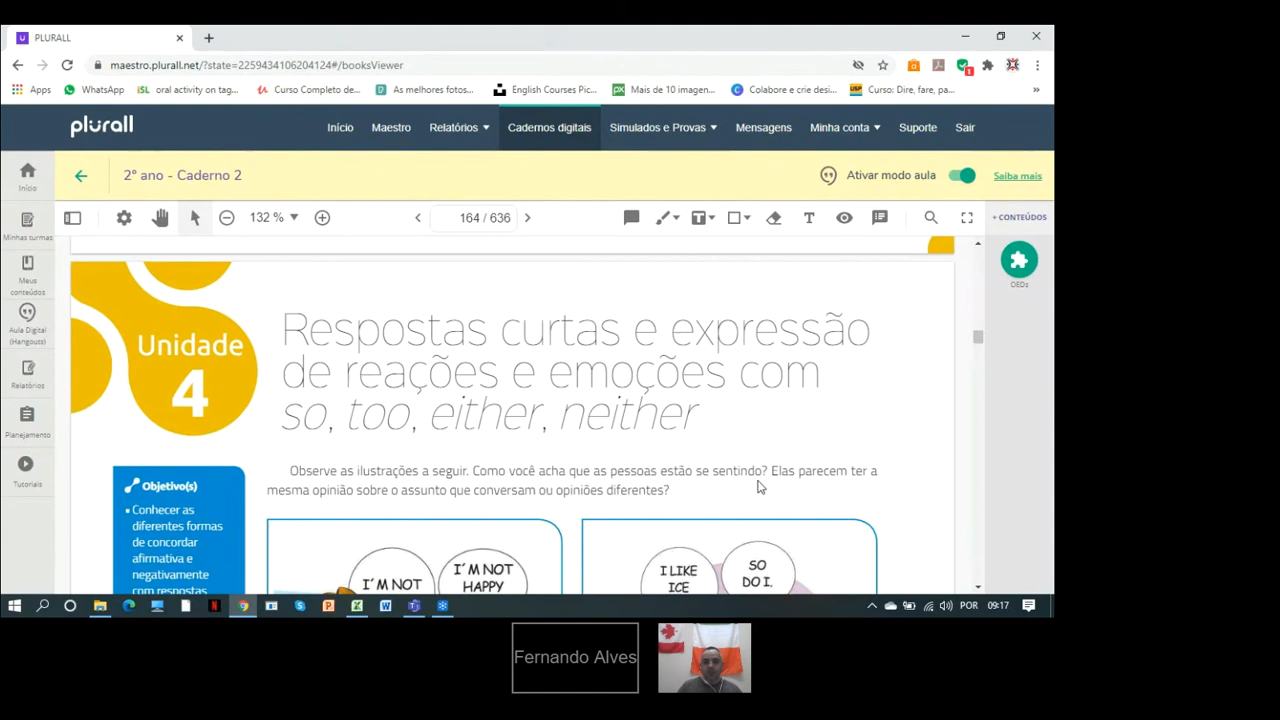 PLURALL
maestro.plurall.net/?state=2259434106204124#/booksViewer
1
Apps WhatsApp oral activity on tag... Curso Completo de... As melhores fotos... English Courses Pic... Mais de 10 imagen... Colabore e crie desi... Curso: Dire, fare, pa...
plurall Início Maestro Relatórios Cadernos digitais Simulados e Provas Mensagens Minha conta Suporte Sair
2º ano - Caderno 2 Ativar modo aula Saiba mais
132 % 164 / 636 + CONTEÚDOS
Início
Minhas turmas
Meus
conteúdos
Aula Digital
(Hangouts)
Relatórios
Planejamento
Tutoriais
OEDs
Unidade
4
Respostas curtas e expressão
de reações e emoções com
so, too, either, neither
Observe as ilustrações a seguir. Como você acha que as pessoas estão se sentindo? Elas parecem ter a
mesma opinião sobre o assunto que conversam ou opiniões diferentes?
Objetivo(s)
• Conhecer as
diferentes formas
de concordar
afirmativa e
negativamente
com respostas
I´M NOT
I´M NOT
HAPPY
I LIKE
ICE
SO
DO I.
POR 09:17
Fernando Alves